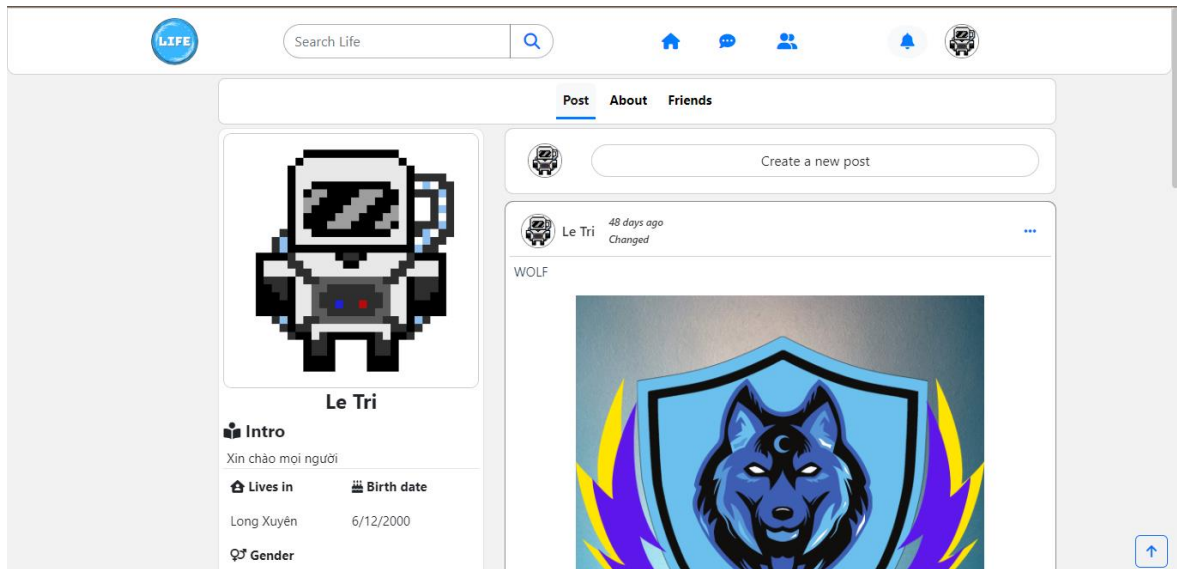 LIFE
Search Life
Post About Friends
Create a new post
Le Tri
48 days ago
Changed
WOLF
Le Tri
Intro
Xin chào mọi người
Lives in
Birth date
Long Xuyên
6/12/2000
Gender